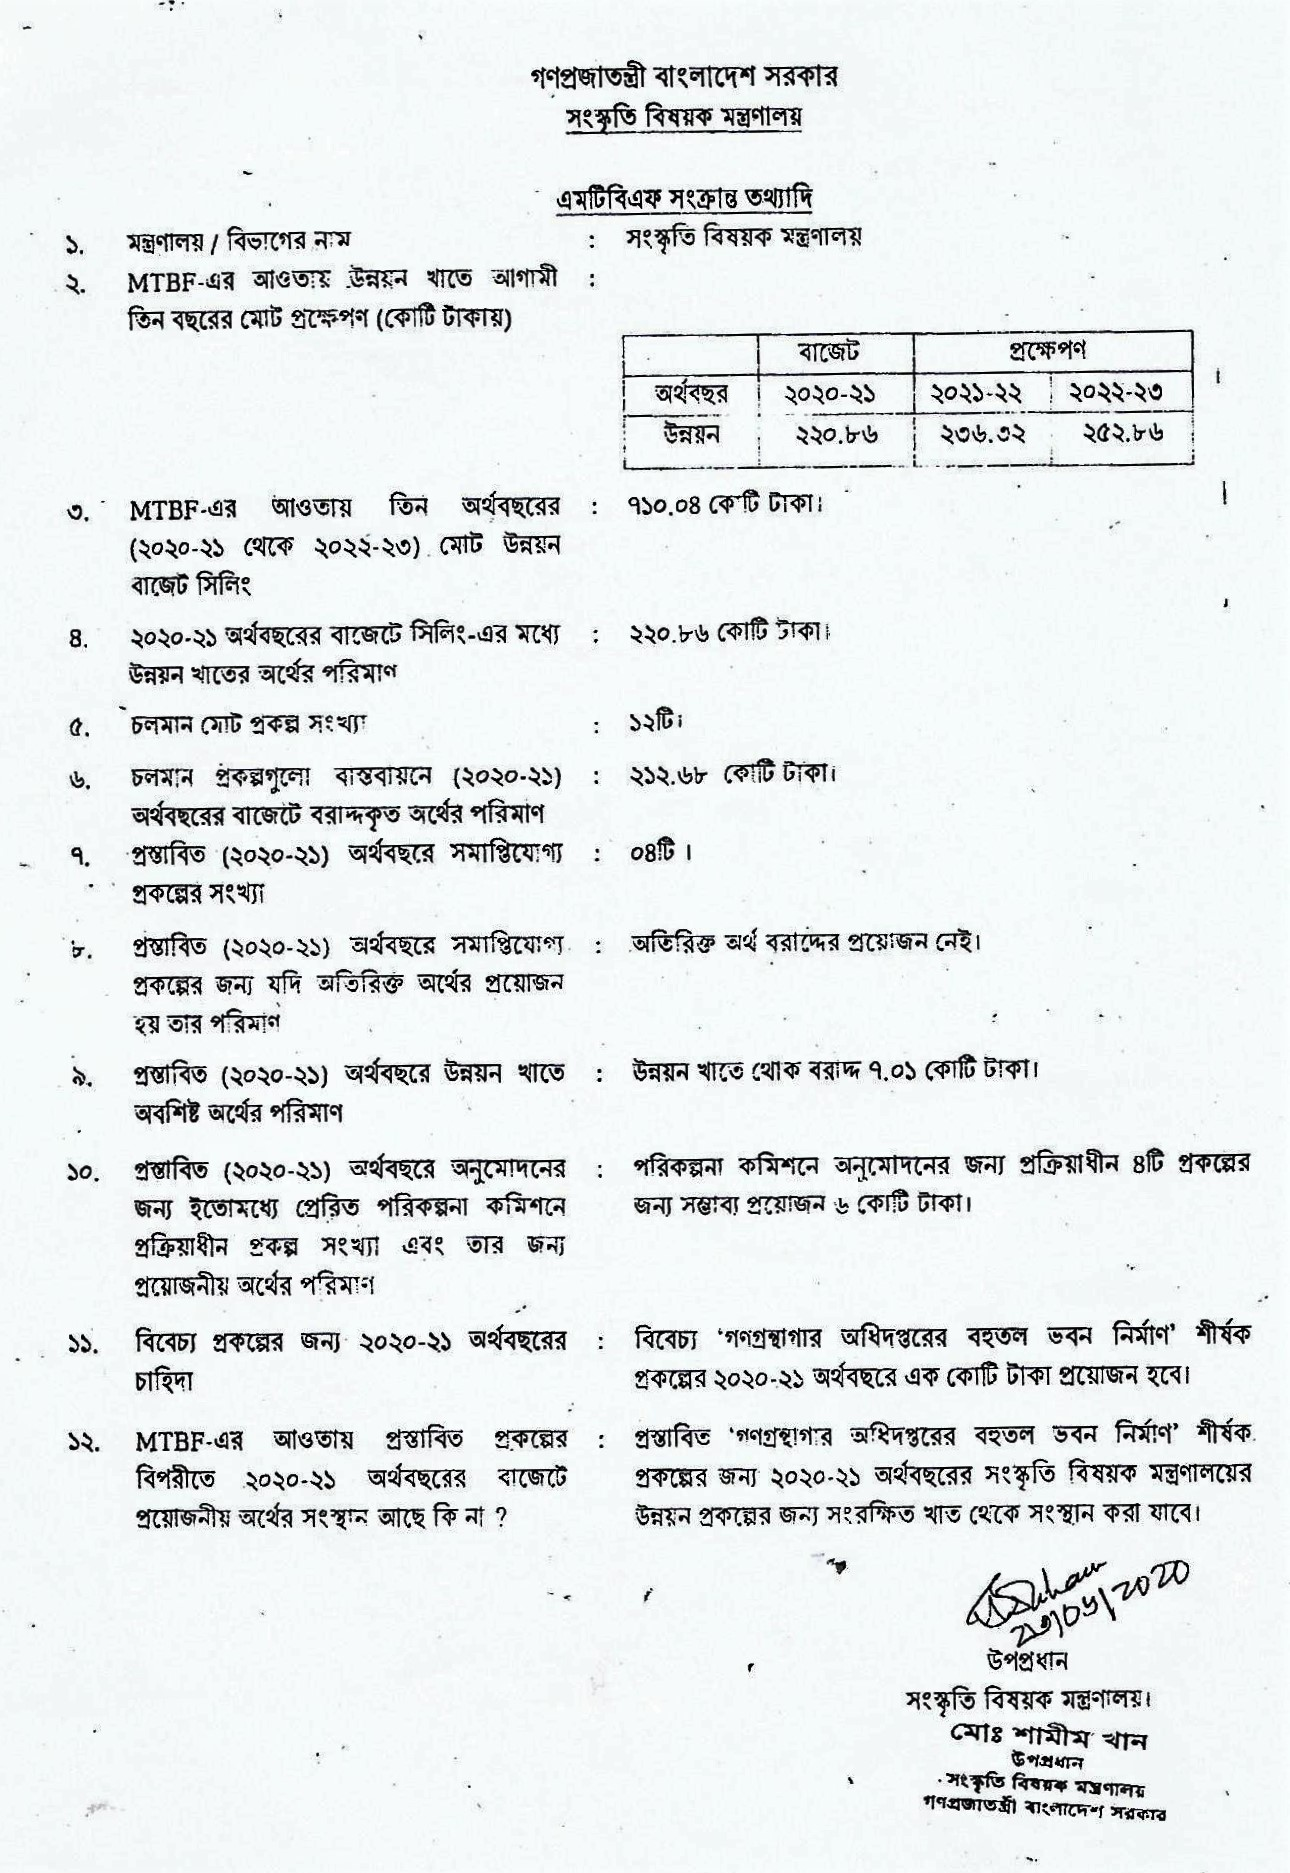 গণপ্রজাতন্ত্রী বাংলাদেশ সরকার
সংস্কৃতি বিষয়ক মন্ত্রণালয়
এমটিবিএফ সংক্রান্ত তথ্যাদি
১. মন্ত্রণালয় / বিভাগের নাম : সংস্কৃতি বিষয়ক মন্ত্রণালয়
২. MTBF-এর আওতায় উন্নয়ন খাতে আগামী :
তিন বছরের মোট প্রক্ষেপণ (কোটি টাকায়)
বাজেট প্রক্ষেপণ
অর্থবছর ২০২০-২১ ২০২১-২২ ২০২২-২৩
উন্নয়ন ২২০.৮৬ ২৩৬.৩২ ২৫২.৮৬
৩. MTBF-এর আওতায় তিন অর্থবছরের : ৭১০.০৪ কোটি টাকা।
(২০২০-২১ থেকে ২০২২-২৩) মোট উন্নয়ন
বাজেট সিলিং
৪. ২০২০-২১ অর্থবছরের বাজেটে সিলিং-এর মধ্যে : ২২০.৮৬ কোটি টাকা।
উন্নয়ন খাতের অর্থের পরিমাণ
৫. চলমান মোট প্রকল্প সংখ্যা : ১২টি।
৬. চলমান প্রকল্পগুলো বাস্তবায়নে (২০২০-২১) : ২১২.৬৮ কোটি টাকা।
অর্থবছরের বাজেটে বরাদ্দকৃত অর্থের পরিমাণ
৭. প্রস্তাবিত (২০২০-২১) অর্থবছরে সমাপ্তিযোগ্য : ০৪টি ।
প্রকল্পের সংখ্যা
৮. প্রস্তাবিত (২০২০-২১) অর্থবছরে সমাপ্তিযোগ্য : অতিরিক্ত অর্থ বরাদ্দের প্রয়োজন নেই।
প্রকল্পের জন্য যদি অতিরিক্ত অর্থের প্রয়োজন
হয় তার পরিমাণ
৯. প্রস্তাবিত (২০২০-২১) অর্থবছরে উন্নয়ন খাতে : উন্নয়ন খাতে থোক বরাদ্দ ৭.০১ কোটি টাকা।
অবশিষ্ট অর্থের পরিমাণ
১০. প্রস্তাবিত (২০২০-২১) অর্থবছরে অনুমোদনের : পরিকল্পনা কমিশনে অনুমোদনের জন্য প্রক্রিয়াধীন ৪টি প্রকল্পের
জন্য ইতোমধ্যে প্রেরিত পরিকল্পনা কমিশনে জন্য সম্ভাব্য প্রয়োজন ৬ কোটি টাকা।
প্রক্রিয়াধীন প্রকল্প সংখ্যা এবং তার জন্য
প্রয়োজনীয় অর্থের পরিমাণ
১১. বিবেচ্য প্রকল্পের জন্য ২০২০-২১ অর্থবছরের : বিবেচ্য ‘গণগ্রন্থাগার অধিদপ্তরের বহুতল ভবন নির্মাণ’ শীর্ষক
চাহিদা প্রকল্পের ২০২০-২১ অর্থবছরে এক কোটি টাকা প্রয়োজন হবে।
১২. MTBF-এর আওতায় প্রস্তাবিত প্রকল্পের : প্রস্তাবিত ‘গণগ্রন্থাগার অধিদপ্তরের বহুতল ভবন নির্মাণ’ শীর্ষক
বিপরীতে ২০২০-২১ অর্থবছরের বাজেটে প্রকল্পের জন্য ২০২০-২১ অর্থবছরের সংস্কৃতি বিষয়ক মন্ত্রণালয়ের
প্রয়োজনীয় অর্থের সংস্থান আছে কি না ? উন্নয়ন প্রকল্পের জন্য সংরক্ষিত খাত থেকে সংস্থান করা যাবে।
উপপ্রধান
সংস্কৃতি বিষয়ক মন্ত্রণালয়।
মোঃ শামীম খান
উপপ্রধান
সংস্কৃতি বিষয়ক মন্ত্রণালয়
গণপ্রজাতন্ত্রী বাংলাদেশ সরকার